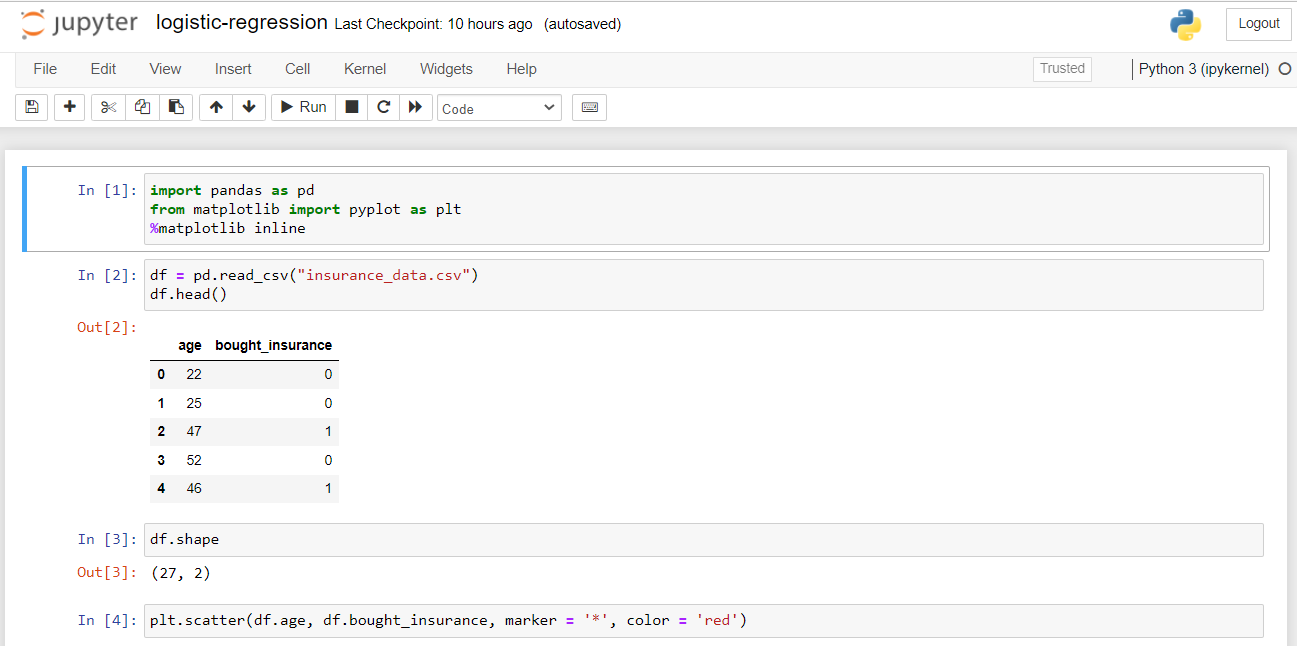 jupyter logistic-regression Last Checkpoint: 10 hours ago (autosaved) Logout
File Edit View Insert Cell Kernel Widgets Help Trusted Python 3 (ipykernel)
Run Code
In [1]: import pandas as pd
from matplotlib import pyplot as plt
%matplotlib inline
In [2]: df = pd.read_csv("insurance_data.csv")
df.head()
Out[2]:
age bought_insurance
0 22 0
1 25 0
2 47 1
3 52 0
4 46 1
In [3]: df.shape
Out[3]: (27, 2)
In [4]: plt.scatter(df.age, df.bought_insurance, marker = '*', color = 'red')